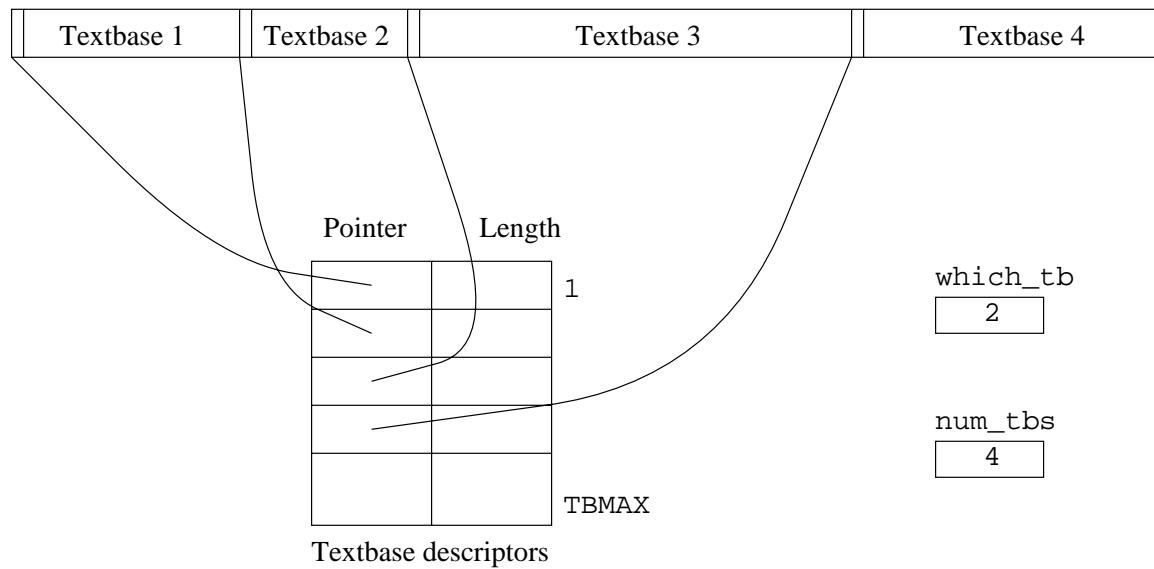 Textbase 1 Textbase 2 Textbase 3 Textbase 4
Pointer Length
1
which_tb
2
num_tbs
4
TBMAX
Textbase descriptors